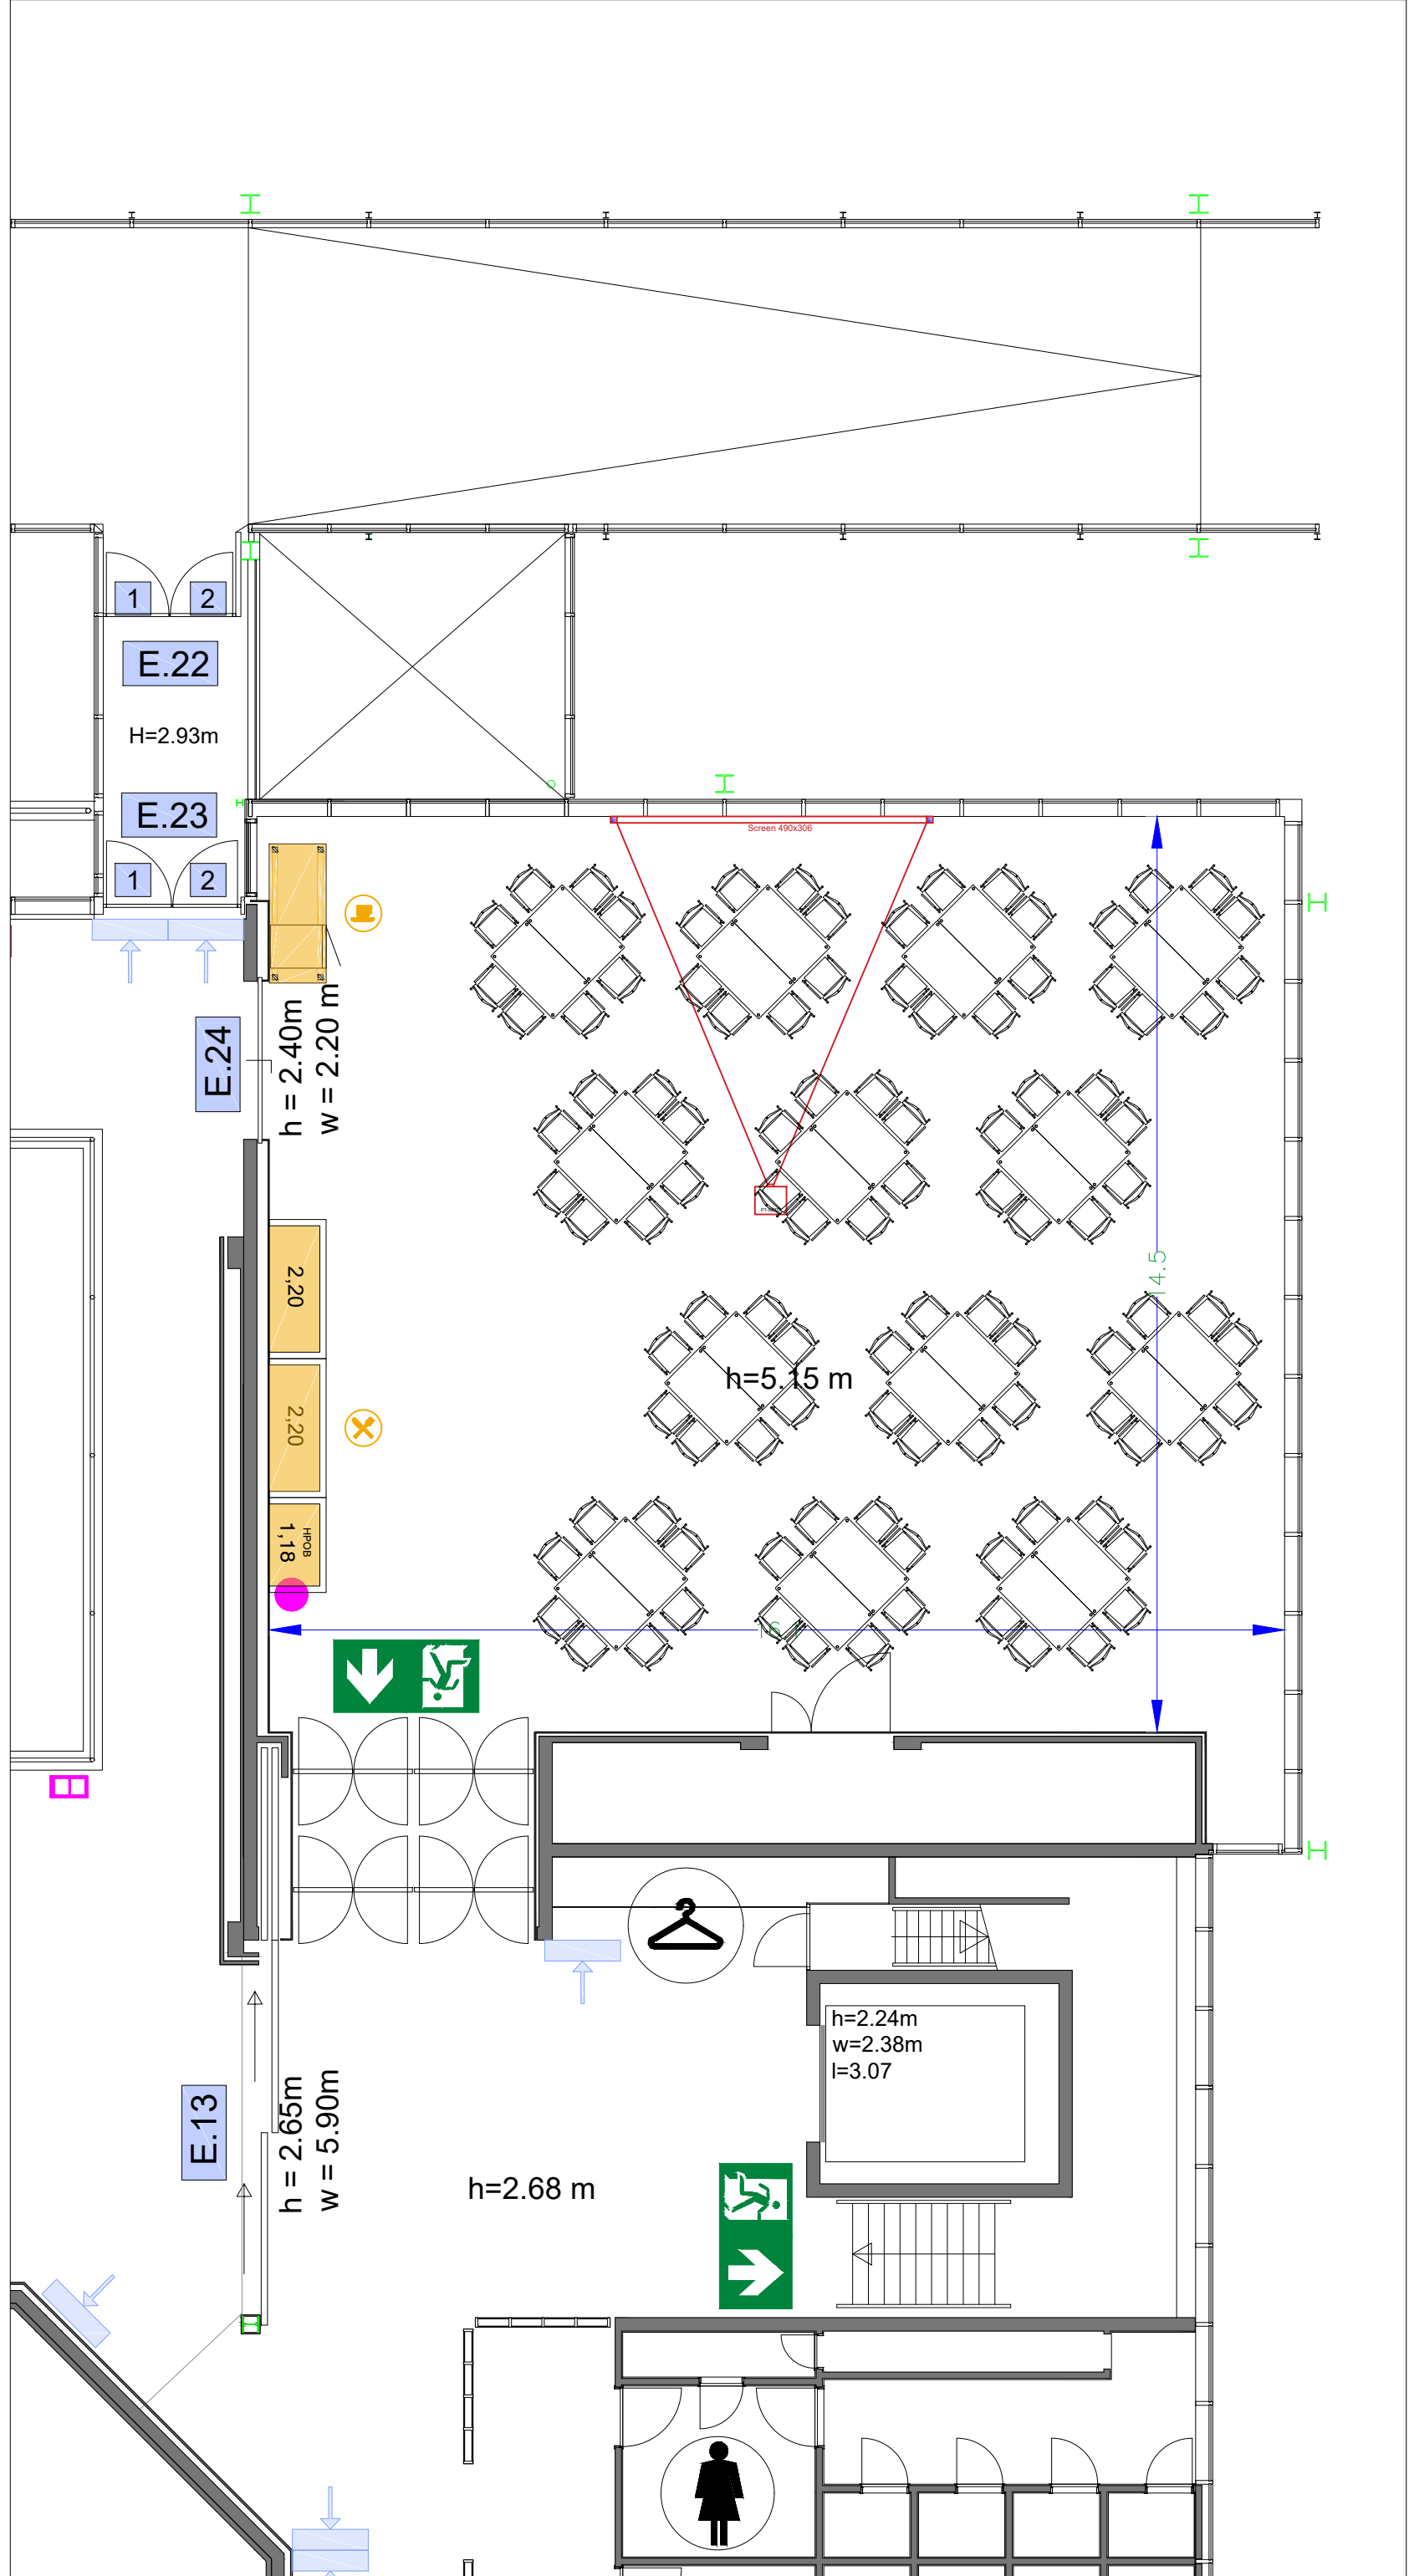 1
2
E.22
H=2.93m
E.23
1
2
Screen 490x306
E.24
h = 2.40m
w = 2.20 m
2,20
14.5
h=5.15 m
2,20
HPOB
1,18
h=2.24m
w=2.38m
l=3.07
E.13
h = 2.65m
w = 5.90m
h=2.68 m